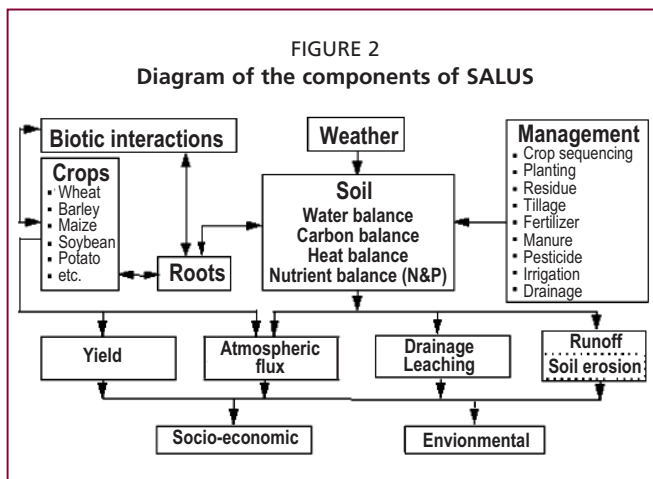 FIGURE 2
Diagram of the components of SALUS
Biotic interactions
Weather
Management
▪ Crop sequencing
▪ Planting
▪ Residue
▪ Tillage
▪ Fertilizer
▪ Manure
▪ Pesticide
▪ Irrigation
▪ Drainage
Crops
▪ Wheat
▪ Barley
▪ Maize
▪ Soybean
▪ Potato
▪ etc.
Roots
Soil
Water balance
Carbon balance
Heat balance
Nutrient balance (N&P)
Yield
Atmospheric
flux
Drainage
Leaching
Runoff
Soil erosion
Socio-economic
Envionmental